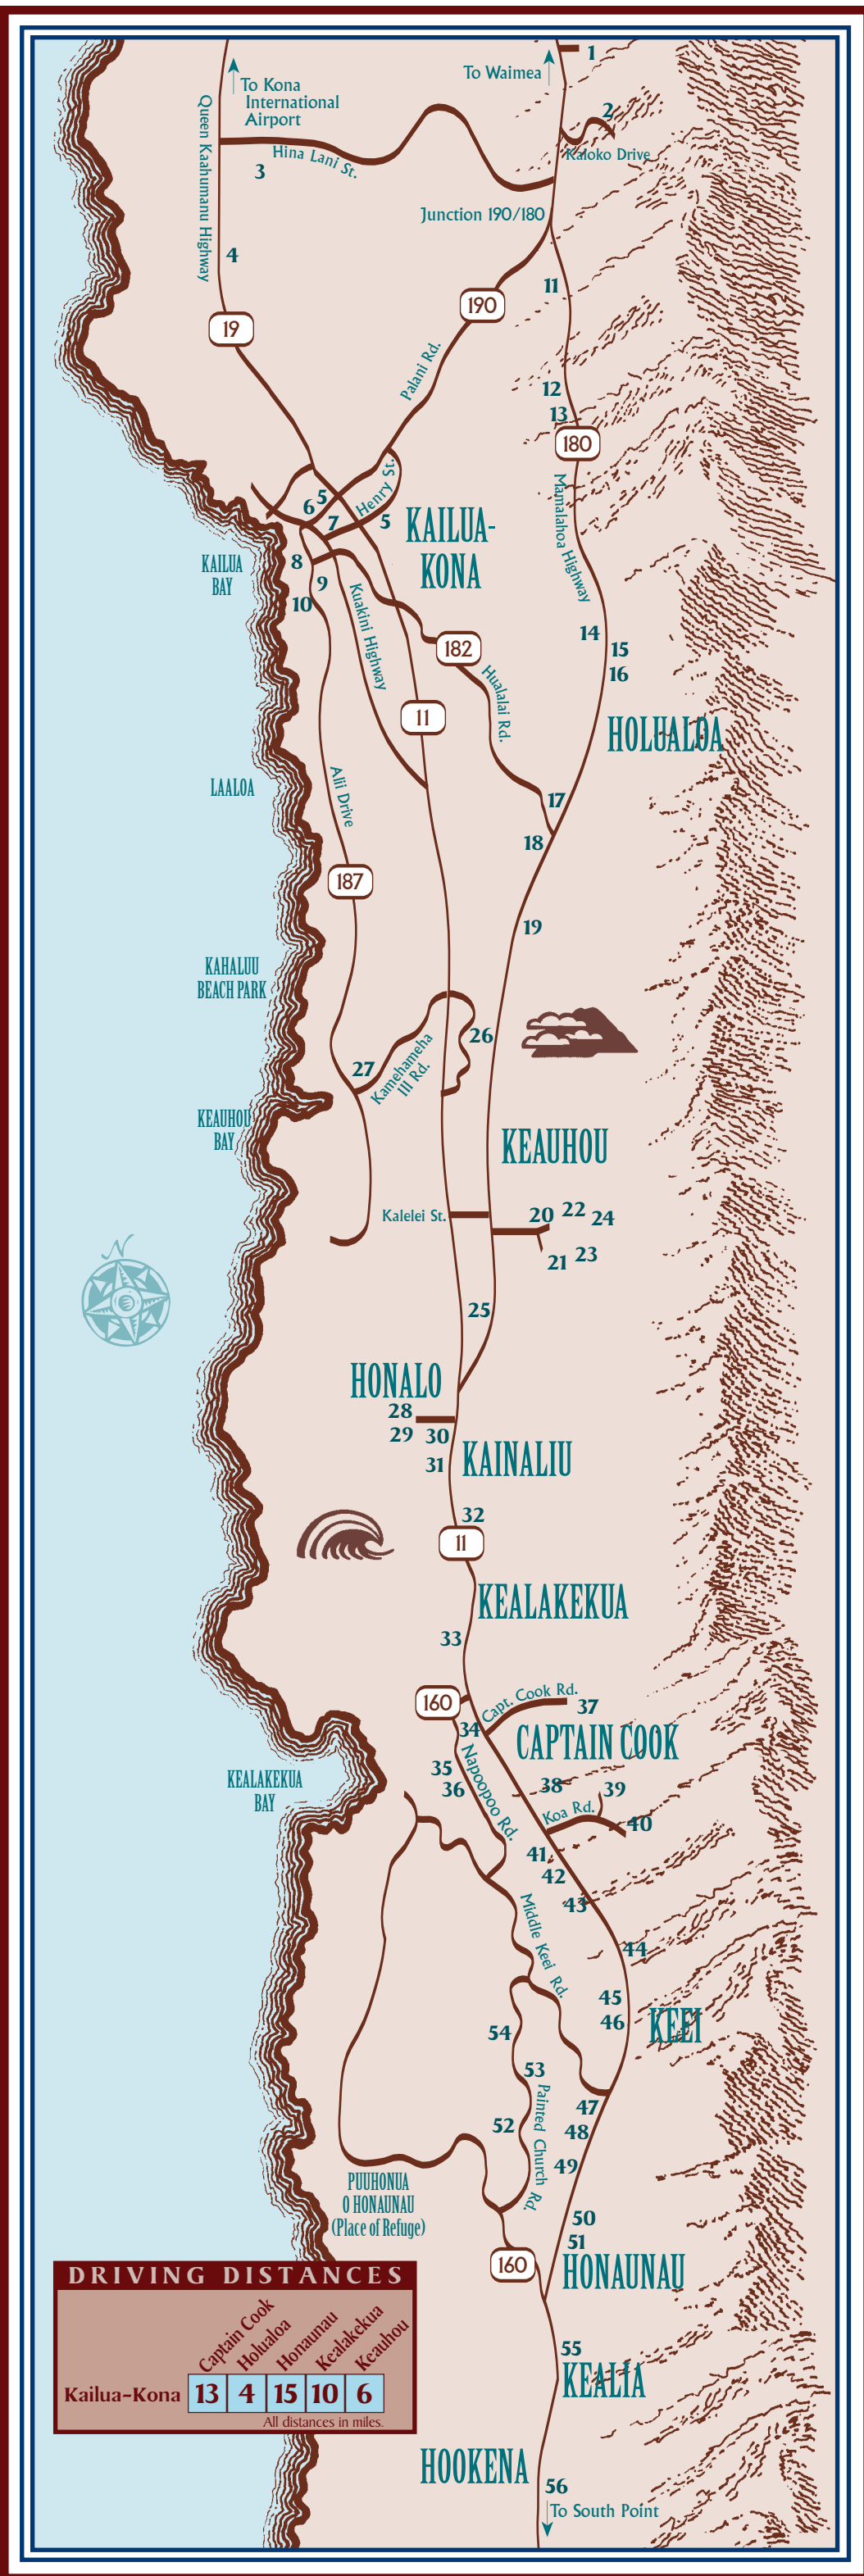 1
To Waimea
To Kona
International
Airport
2
Kaloko Drive
Queen Kaahumanu Highway
Hina Lani St.
3
Junction 190/180
4
11
190
19
Palani Rd.
12
13
180
Mamalahoa Highway
Henry St.
5
6
7
5
KAILUA-
KONA
KAILUA
BAY
8
9
10
Kuakini Highway
14
15
16
182
Hualalai Rd.
11
HOLUALOA
LAALOA
Alii Drive
17
18
187
19
KAHALUU
BEACH PARK
26
27
Kamehameha
III Rd.
KEAUHOU
BAY
KEAUHOU
Kalelei St.
20
22
24
21
23
N
25
HONALO
28
29
30
31
KAINALIU
32
11
KEALAKEKUA
33
160
Capt. Cook Rd.
37
34
CAPTAIN COOK
Napoopoo Rd.
35
36
KEALAKEKUA
BAY
38
39
Koa Rd.
40
41
42
43
Middle Keei Rd.
44
45
46
KEEI
54
53
Painted Church Rd.
52
47
48
49
PUUHONUA
O HONAUNAU
(Place of Refuge)
50
51
160
HONAUNAU
DRIVING DISTANCES
Captain Cook
Holualoa
Honaunau
Kealakekua
Keauhou
Kailua-Kona 13 4 15 10 6
All distances in miles.
55
KEALIA
HOOKENA
56
To South Point